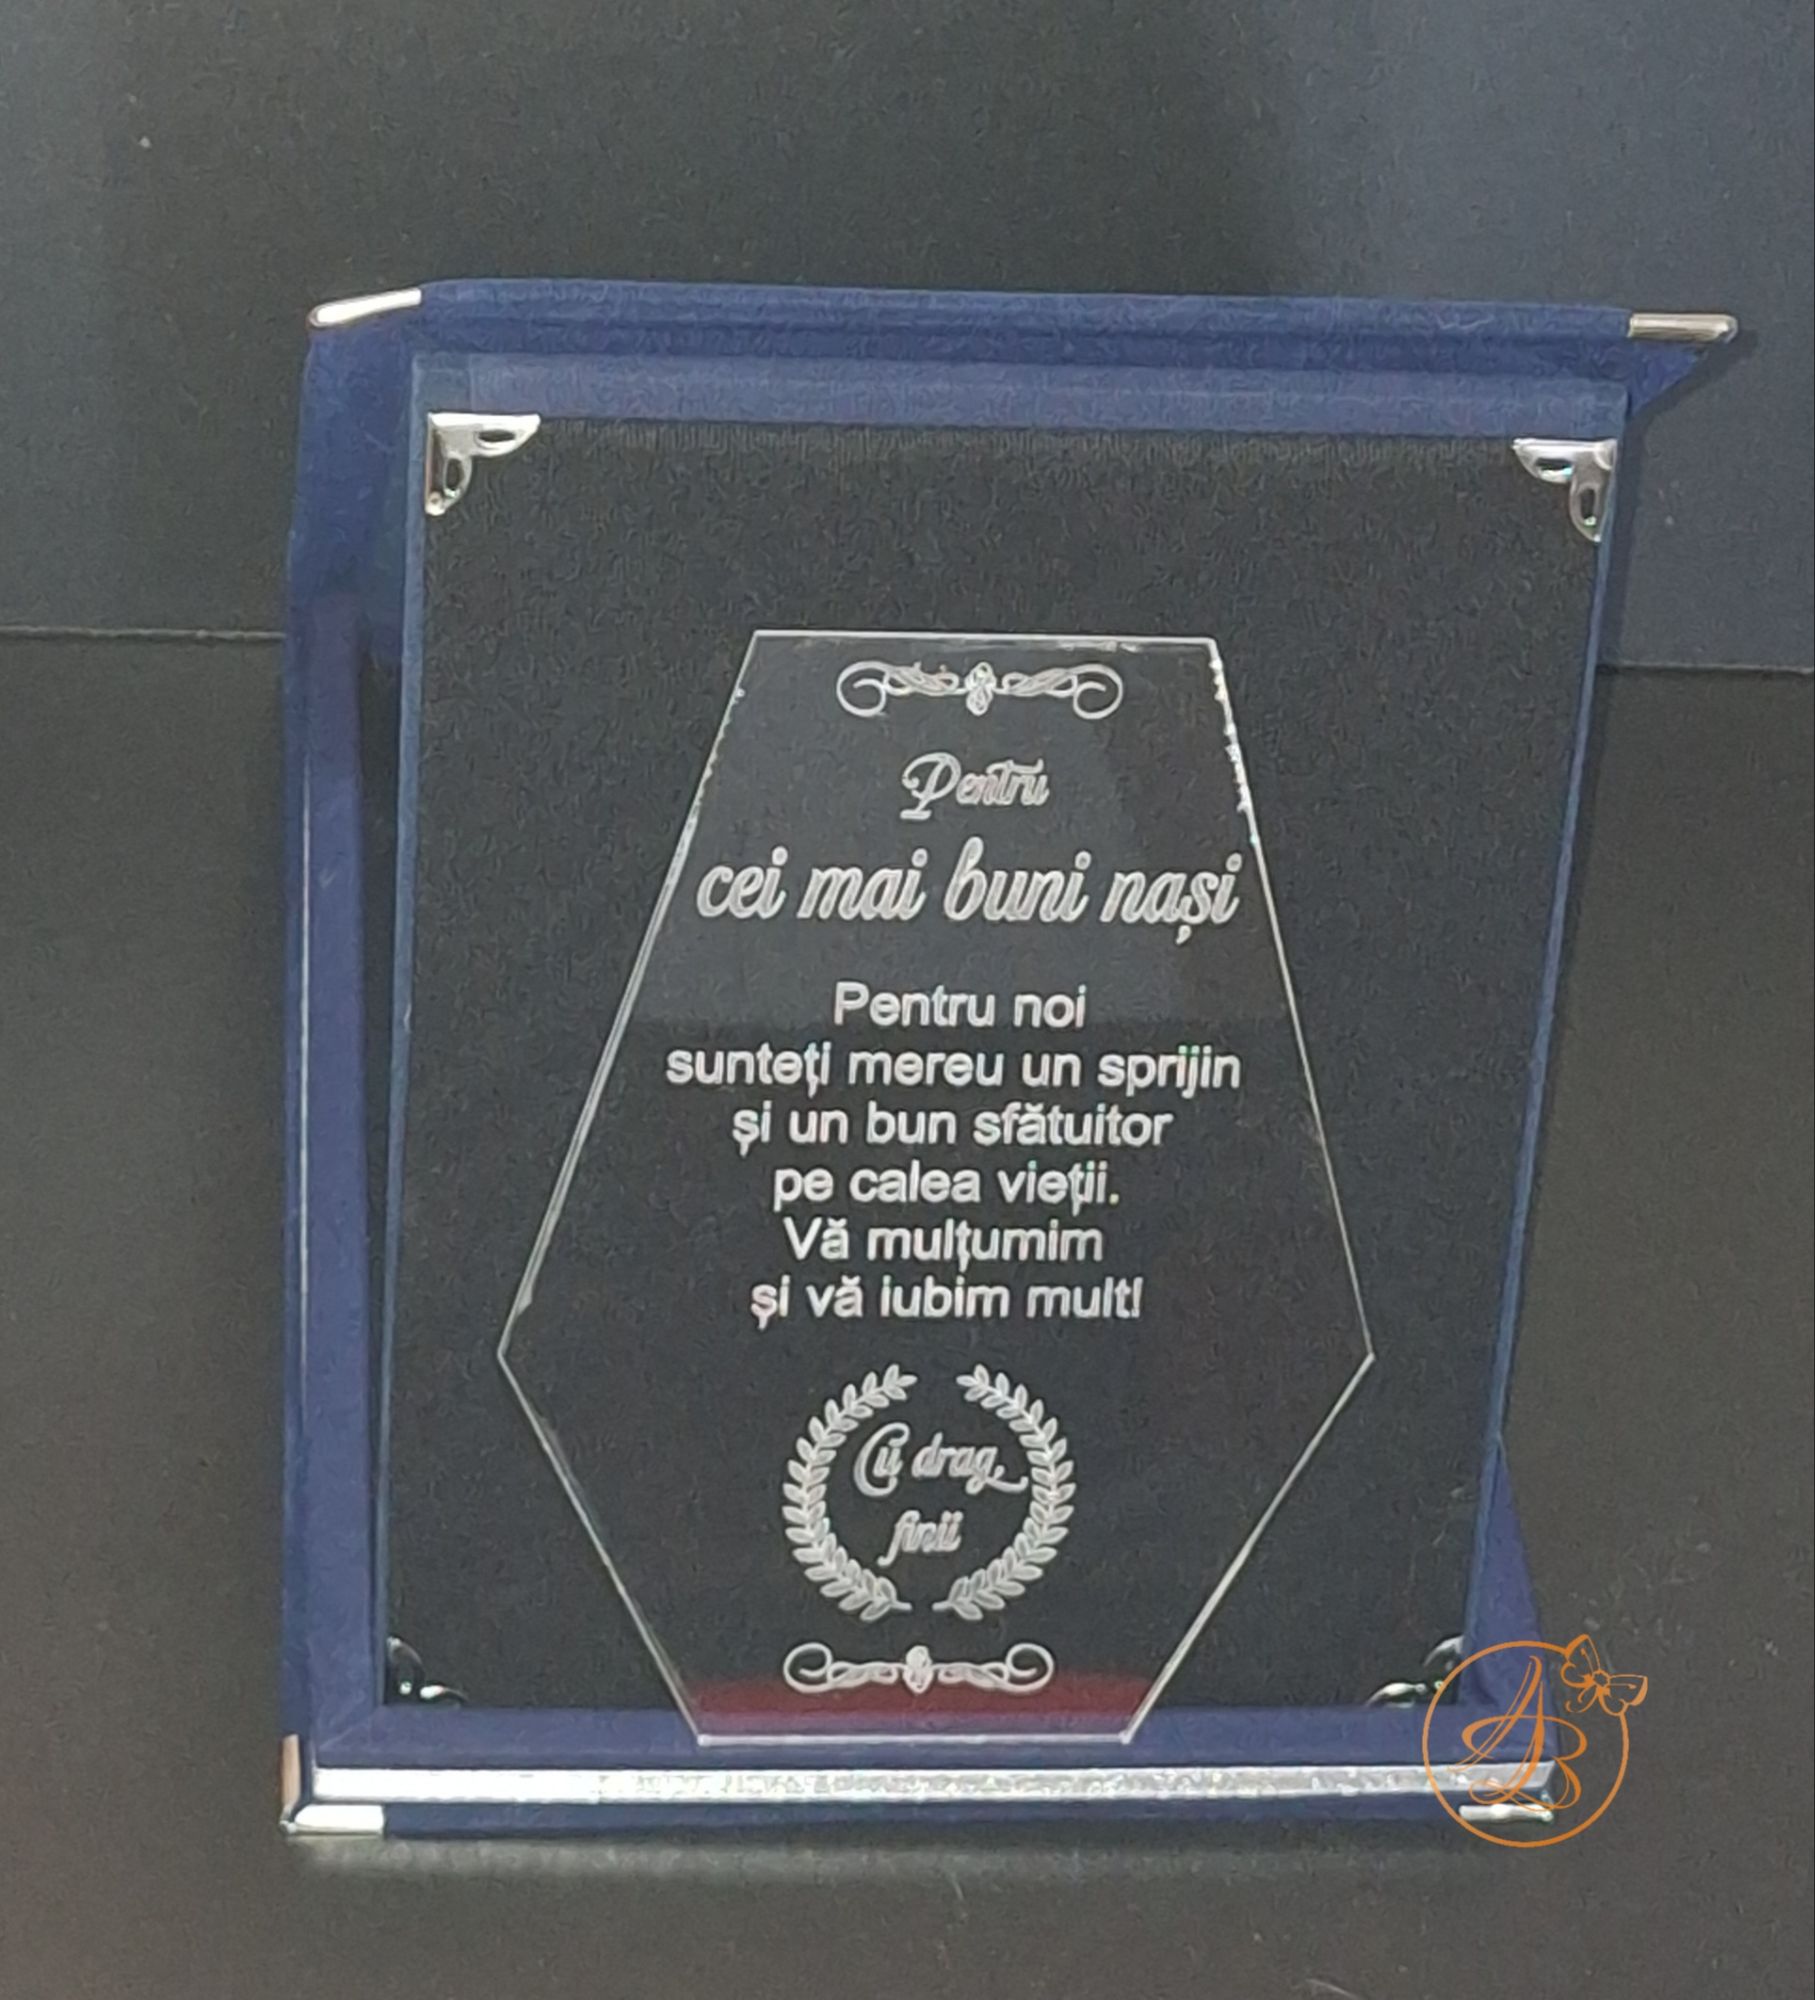 Pentru
cei mai buni nași
Pentru noi
sunteți mereu un sprijin
și un bun sfătuitor
pe calea vieții.
Vă mulțumim
și vă iubim mult!
Cu drag,
finii
AB